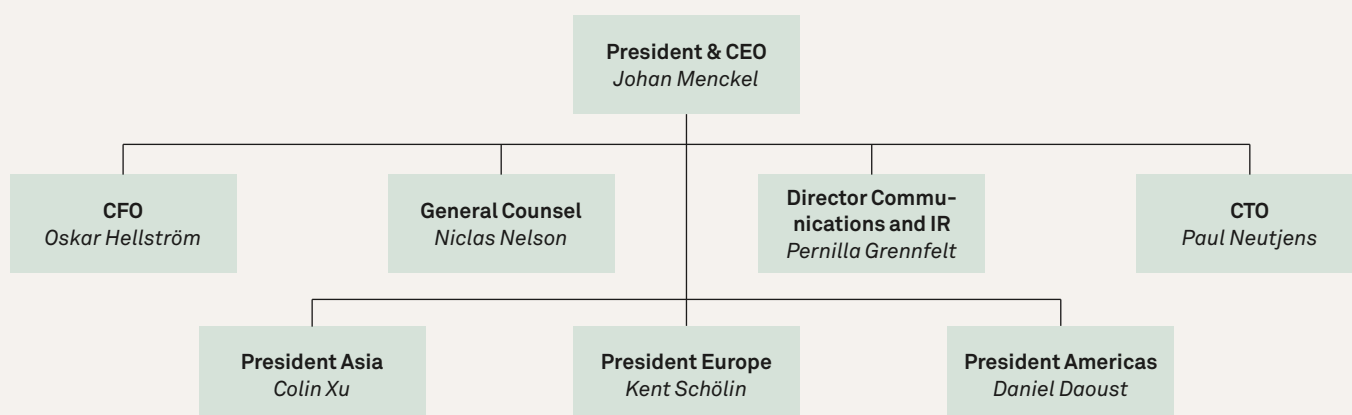 President & CEO
Johan Menckel
CFO
Oskar Hellström
General Counsel
Niclas Nelson
Director Commu-
nications and IR
Pernilla Grennfelt
CTO
Paul Neutjens
President Asia
Colin Xu
President Europe
Kent Schölin
President Americas
Daniel Daoust